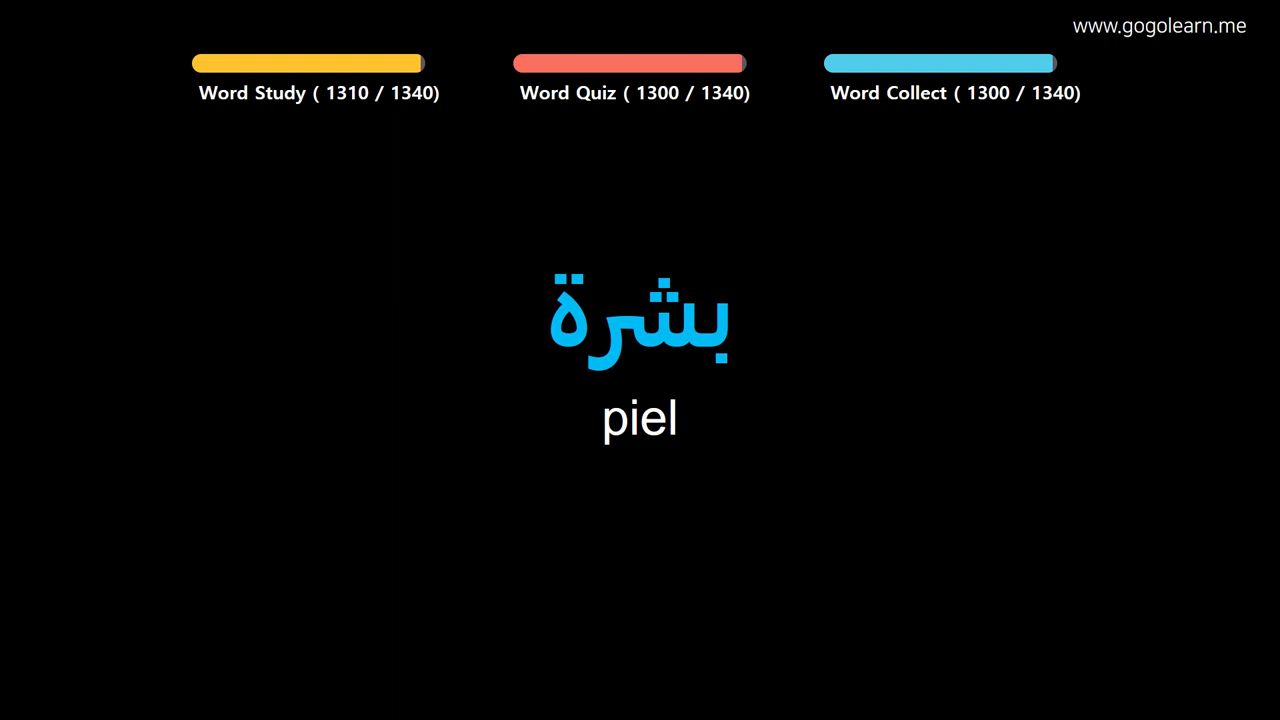 www.gogolearn.me
Word Study ( 1310 / 1340)
Word Quiz ( 1300 / 1340)
Word Collect ( 1300 / 1340)
بشرة
piel